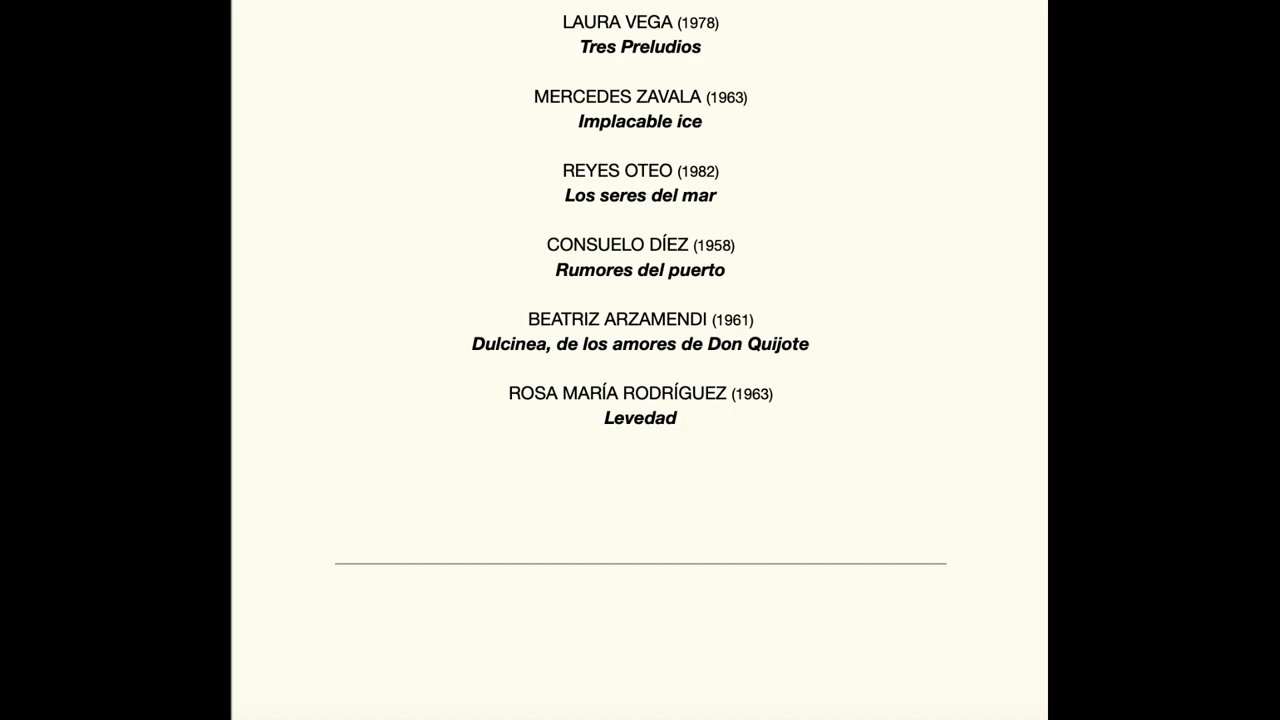 LAURA VEGA (1978)
Tres Preludios
MERCEDES ZAVALA (1963)
Implacable ice
REYES OTEO (1982)
Los seres del mar
CONSUELO DÍEZ (1958)
Rumores del puerto
BEATRIZ ARZAMENDI (1961)
Dulcinea, de los amores de Don Quijote
ROSA MARÍA RODRÍGUEZ (1963)
Levedad